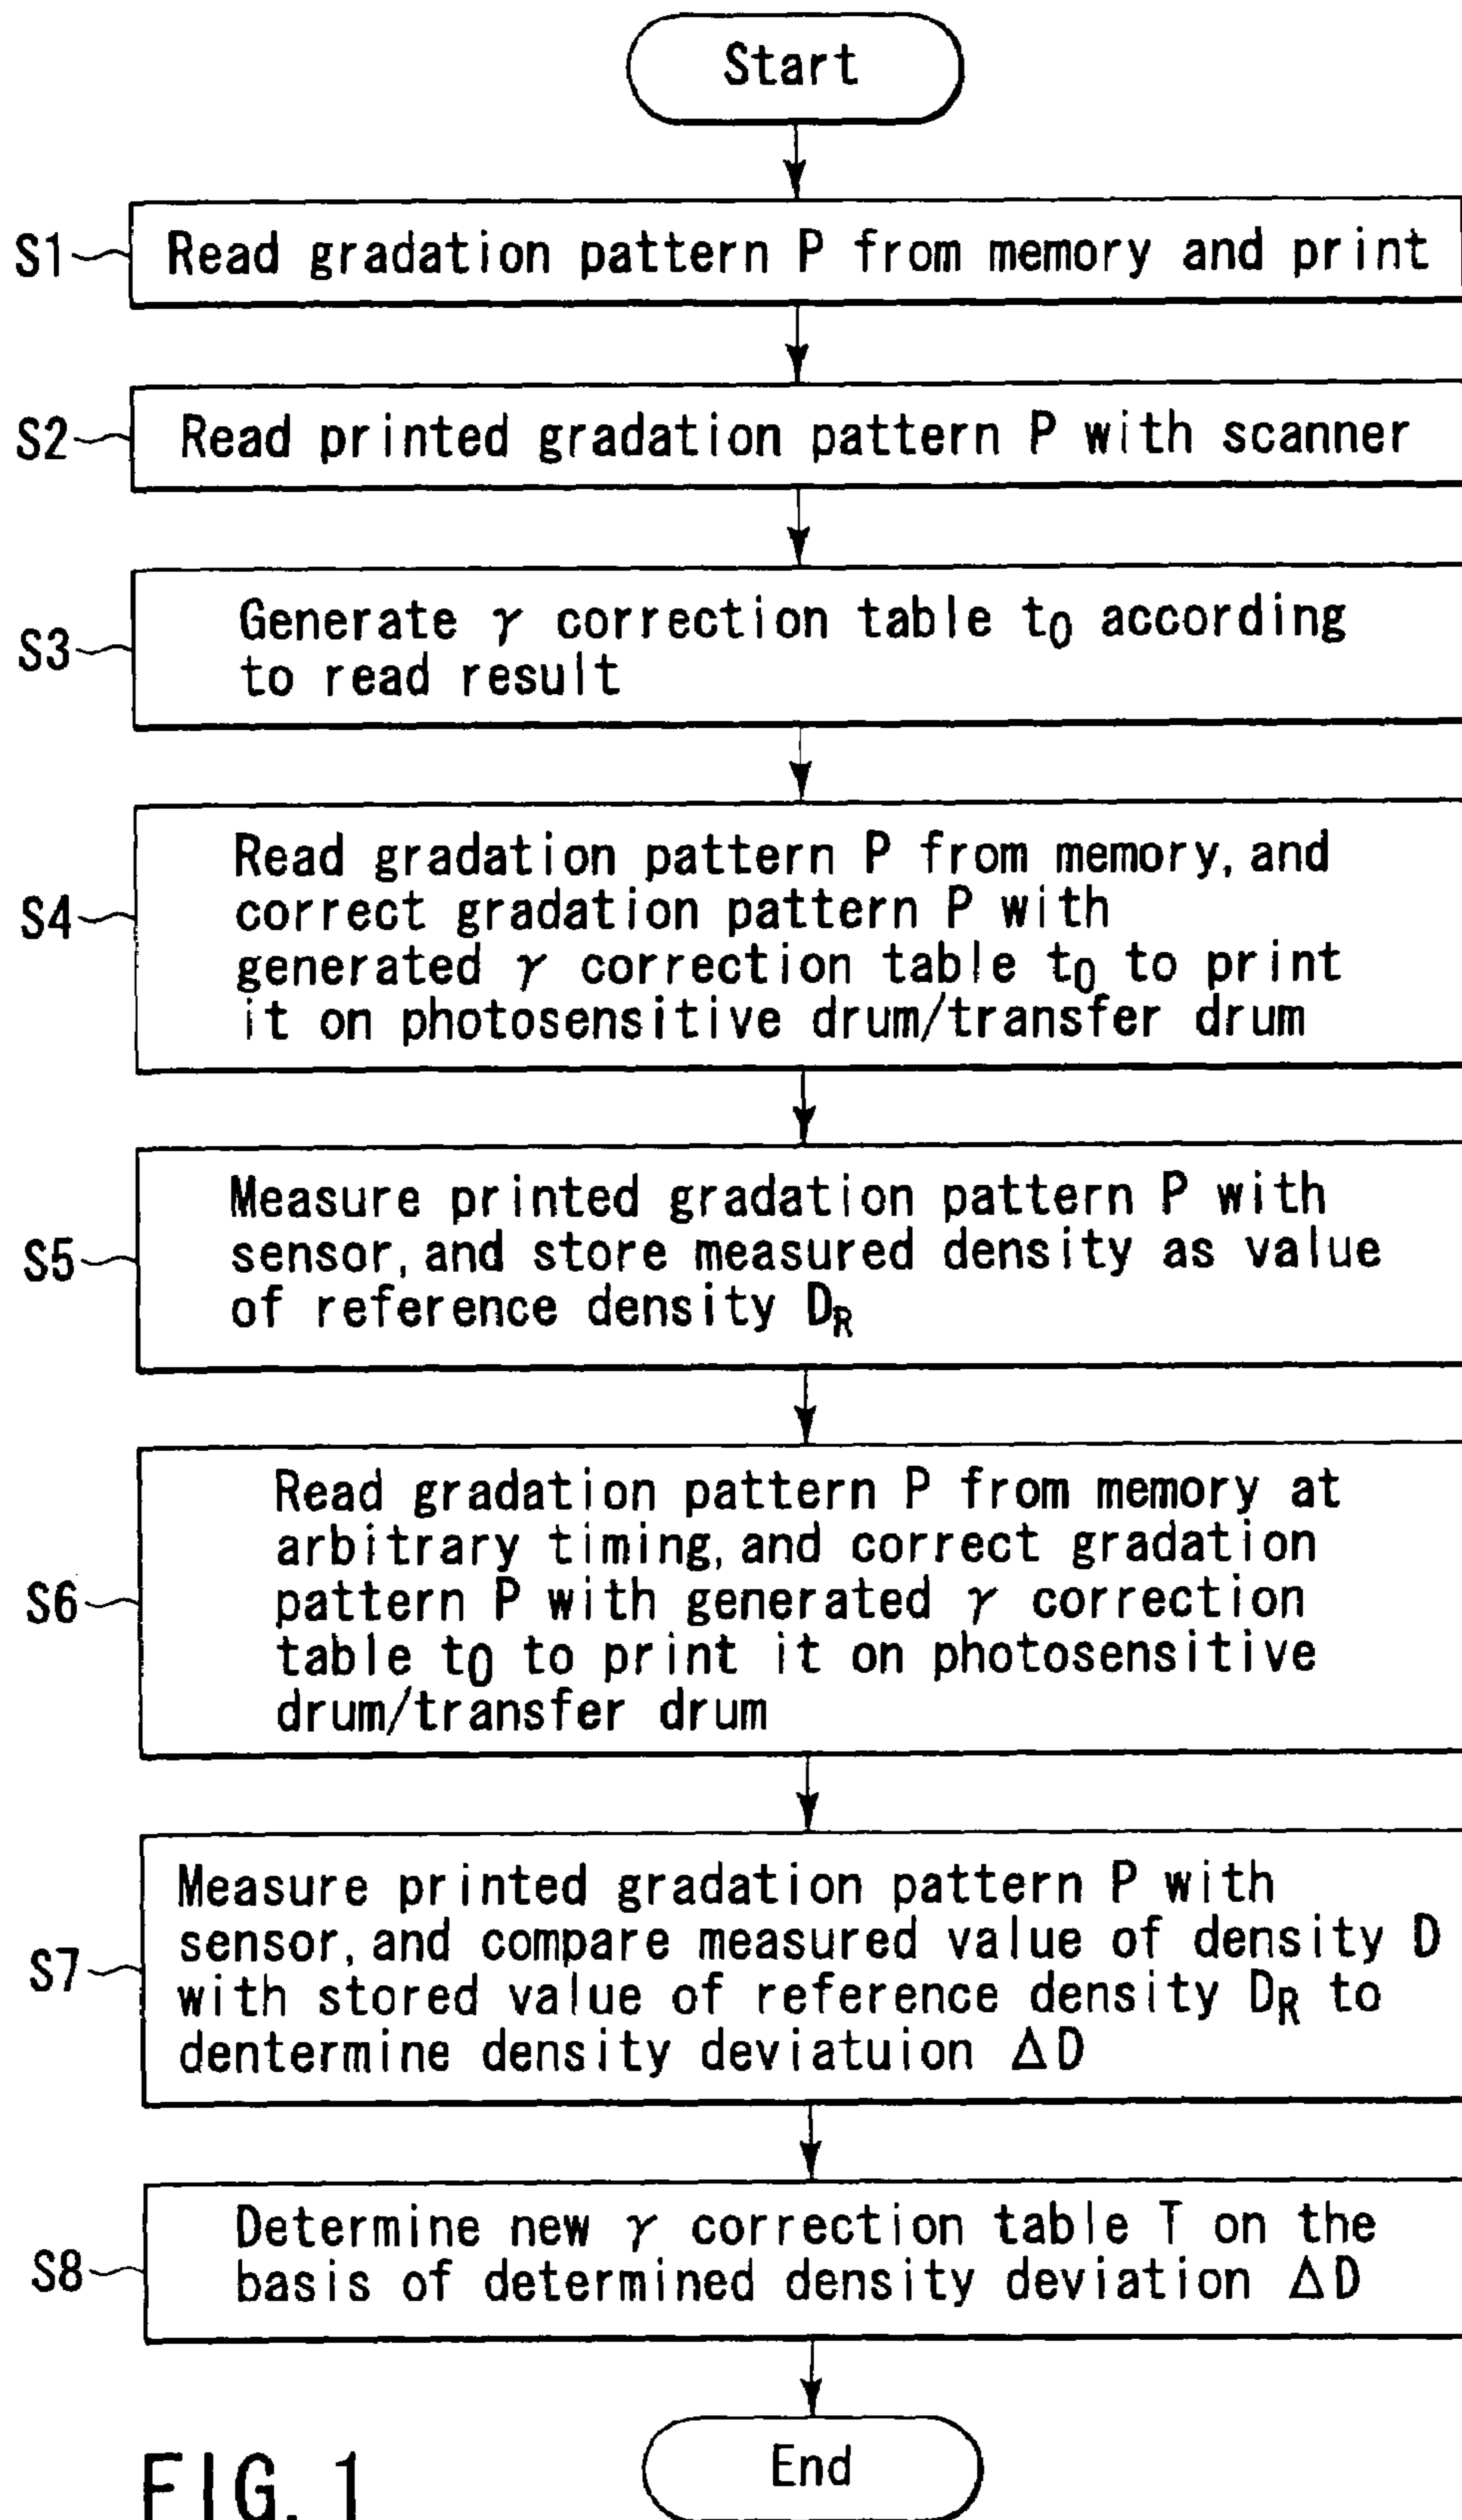 Start
S1
Read gradation pattern P from memory and print
S2
Read printed gradation pattern P with scanner
S3
Generate γ correction table t0 according
to read result
S4
Read gradation pattern P from memory, and
correct gradation pattern P with
generated γ correction table t0 to print
it on photosensitive drum/transfer drum
S5
Measure printed gradation pattern P with
sensor, and store measured density as value
of reference density DR
S6
Read gradation pattern P from memory at
arbitrary timing, and correct gradation
pattern P with generated γ correction
table t0 to print it on photosensitive
drum/transfer drum
S7
Measure printed gradation pattern P with
sensor, and compare measured value of density D
with stored value of reference density DR to
dentermine density deviatuion ΔD
S8
Determine new γ correction table T on the
basis of determined density deviation ΔD
End
FIG. 1